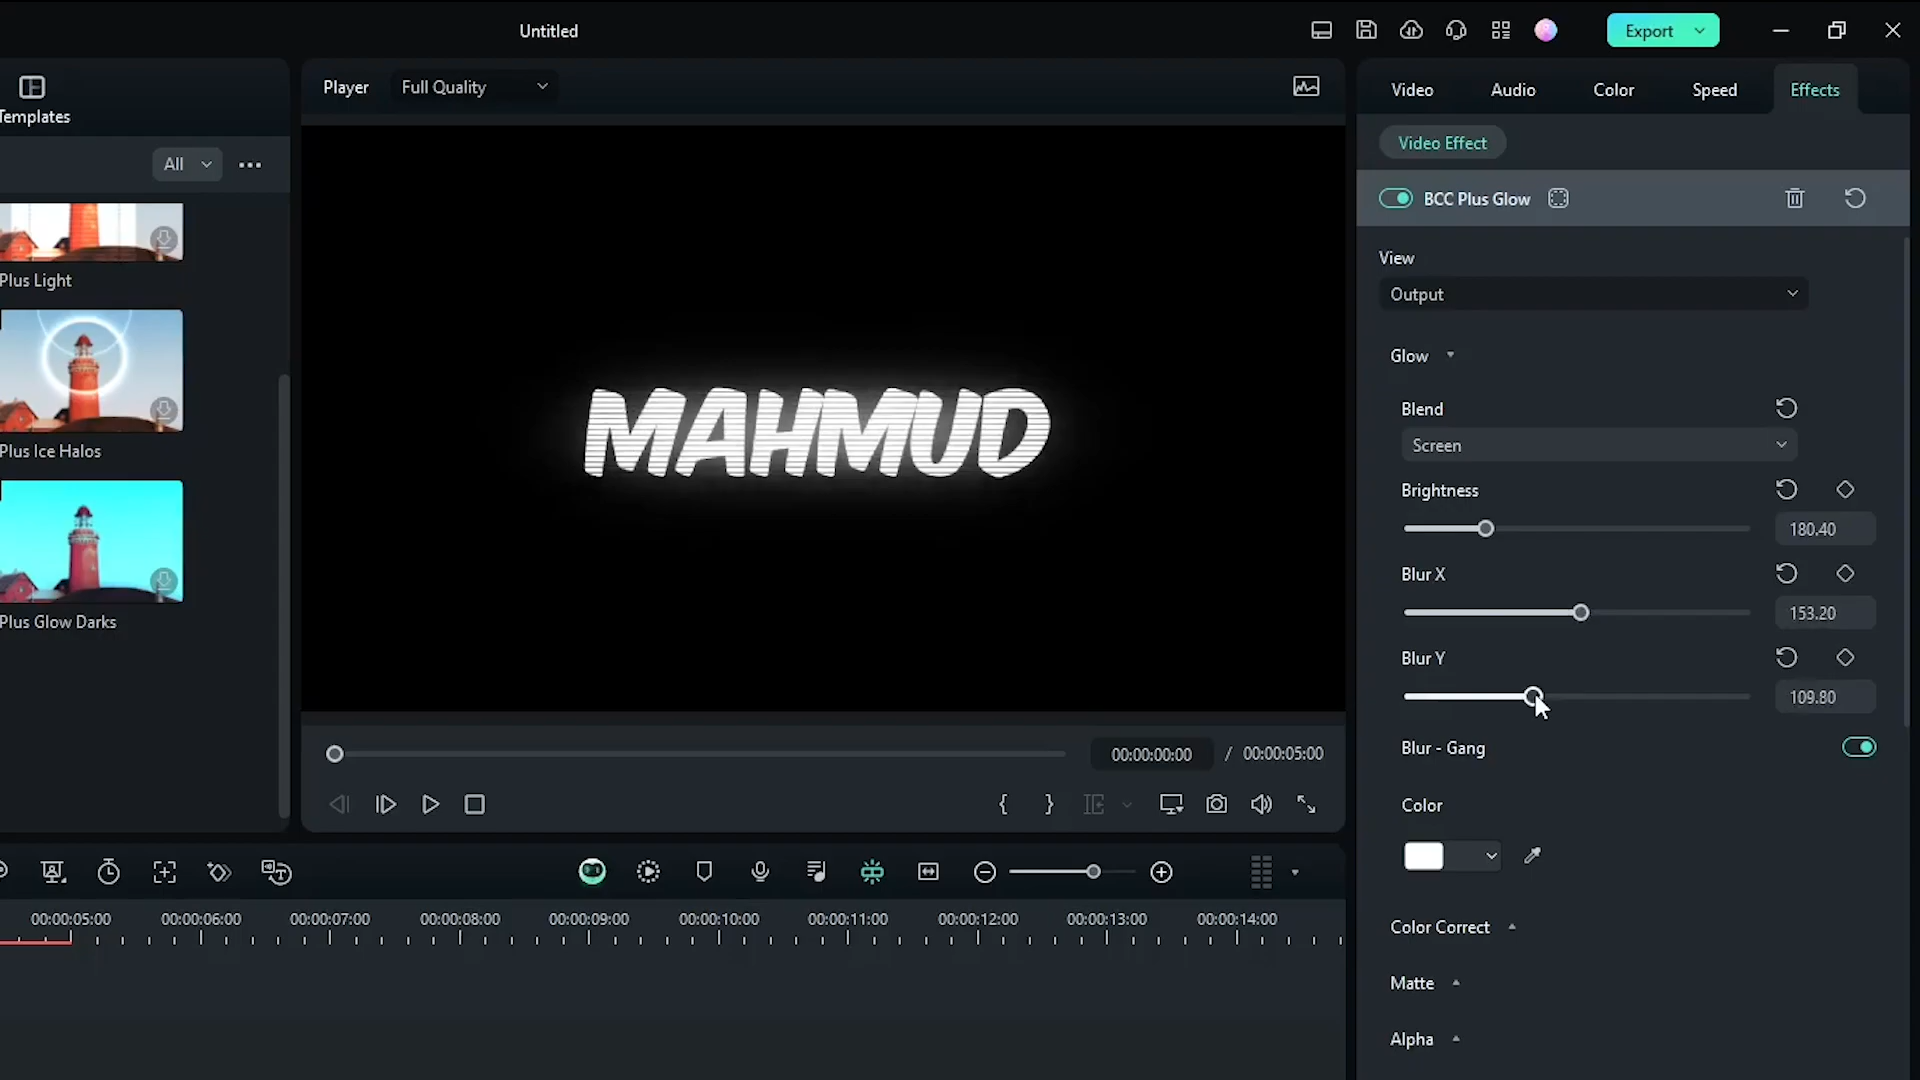 Untitled
Export
Templates
All
Plus Light
Plus Ice Halos
Plus Glow Darks
Player
Full Quality
MAHMUD
00:00:00:00 / 00:00:05:00
00:00:05:00 00:00:06:00 00:00:07:00 00:00:08:00 00:00:09:00 00:00:10:00 00:00:11:00 00:00:12:00 00:00:13:00 00:00:14:00
Video Audio Color Speed Effects
Video Effect
BCC Plus Glow
View
Output
Glow
Blend
Screen
Brightness
180.40
Blur X
153.20
Blur Y
109.80
Blur - Gang
Color
Color Correct
Matte
Alpha